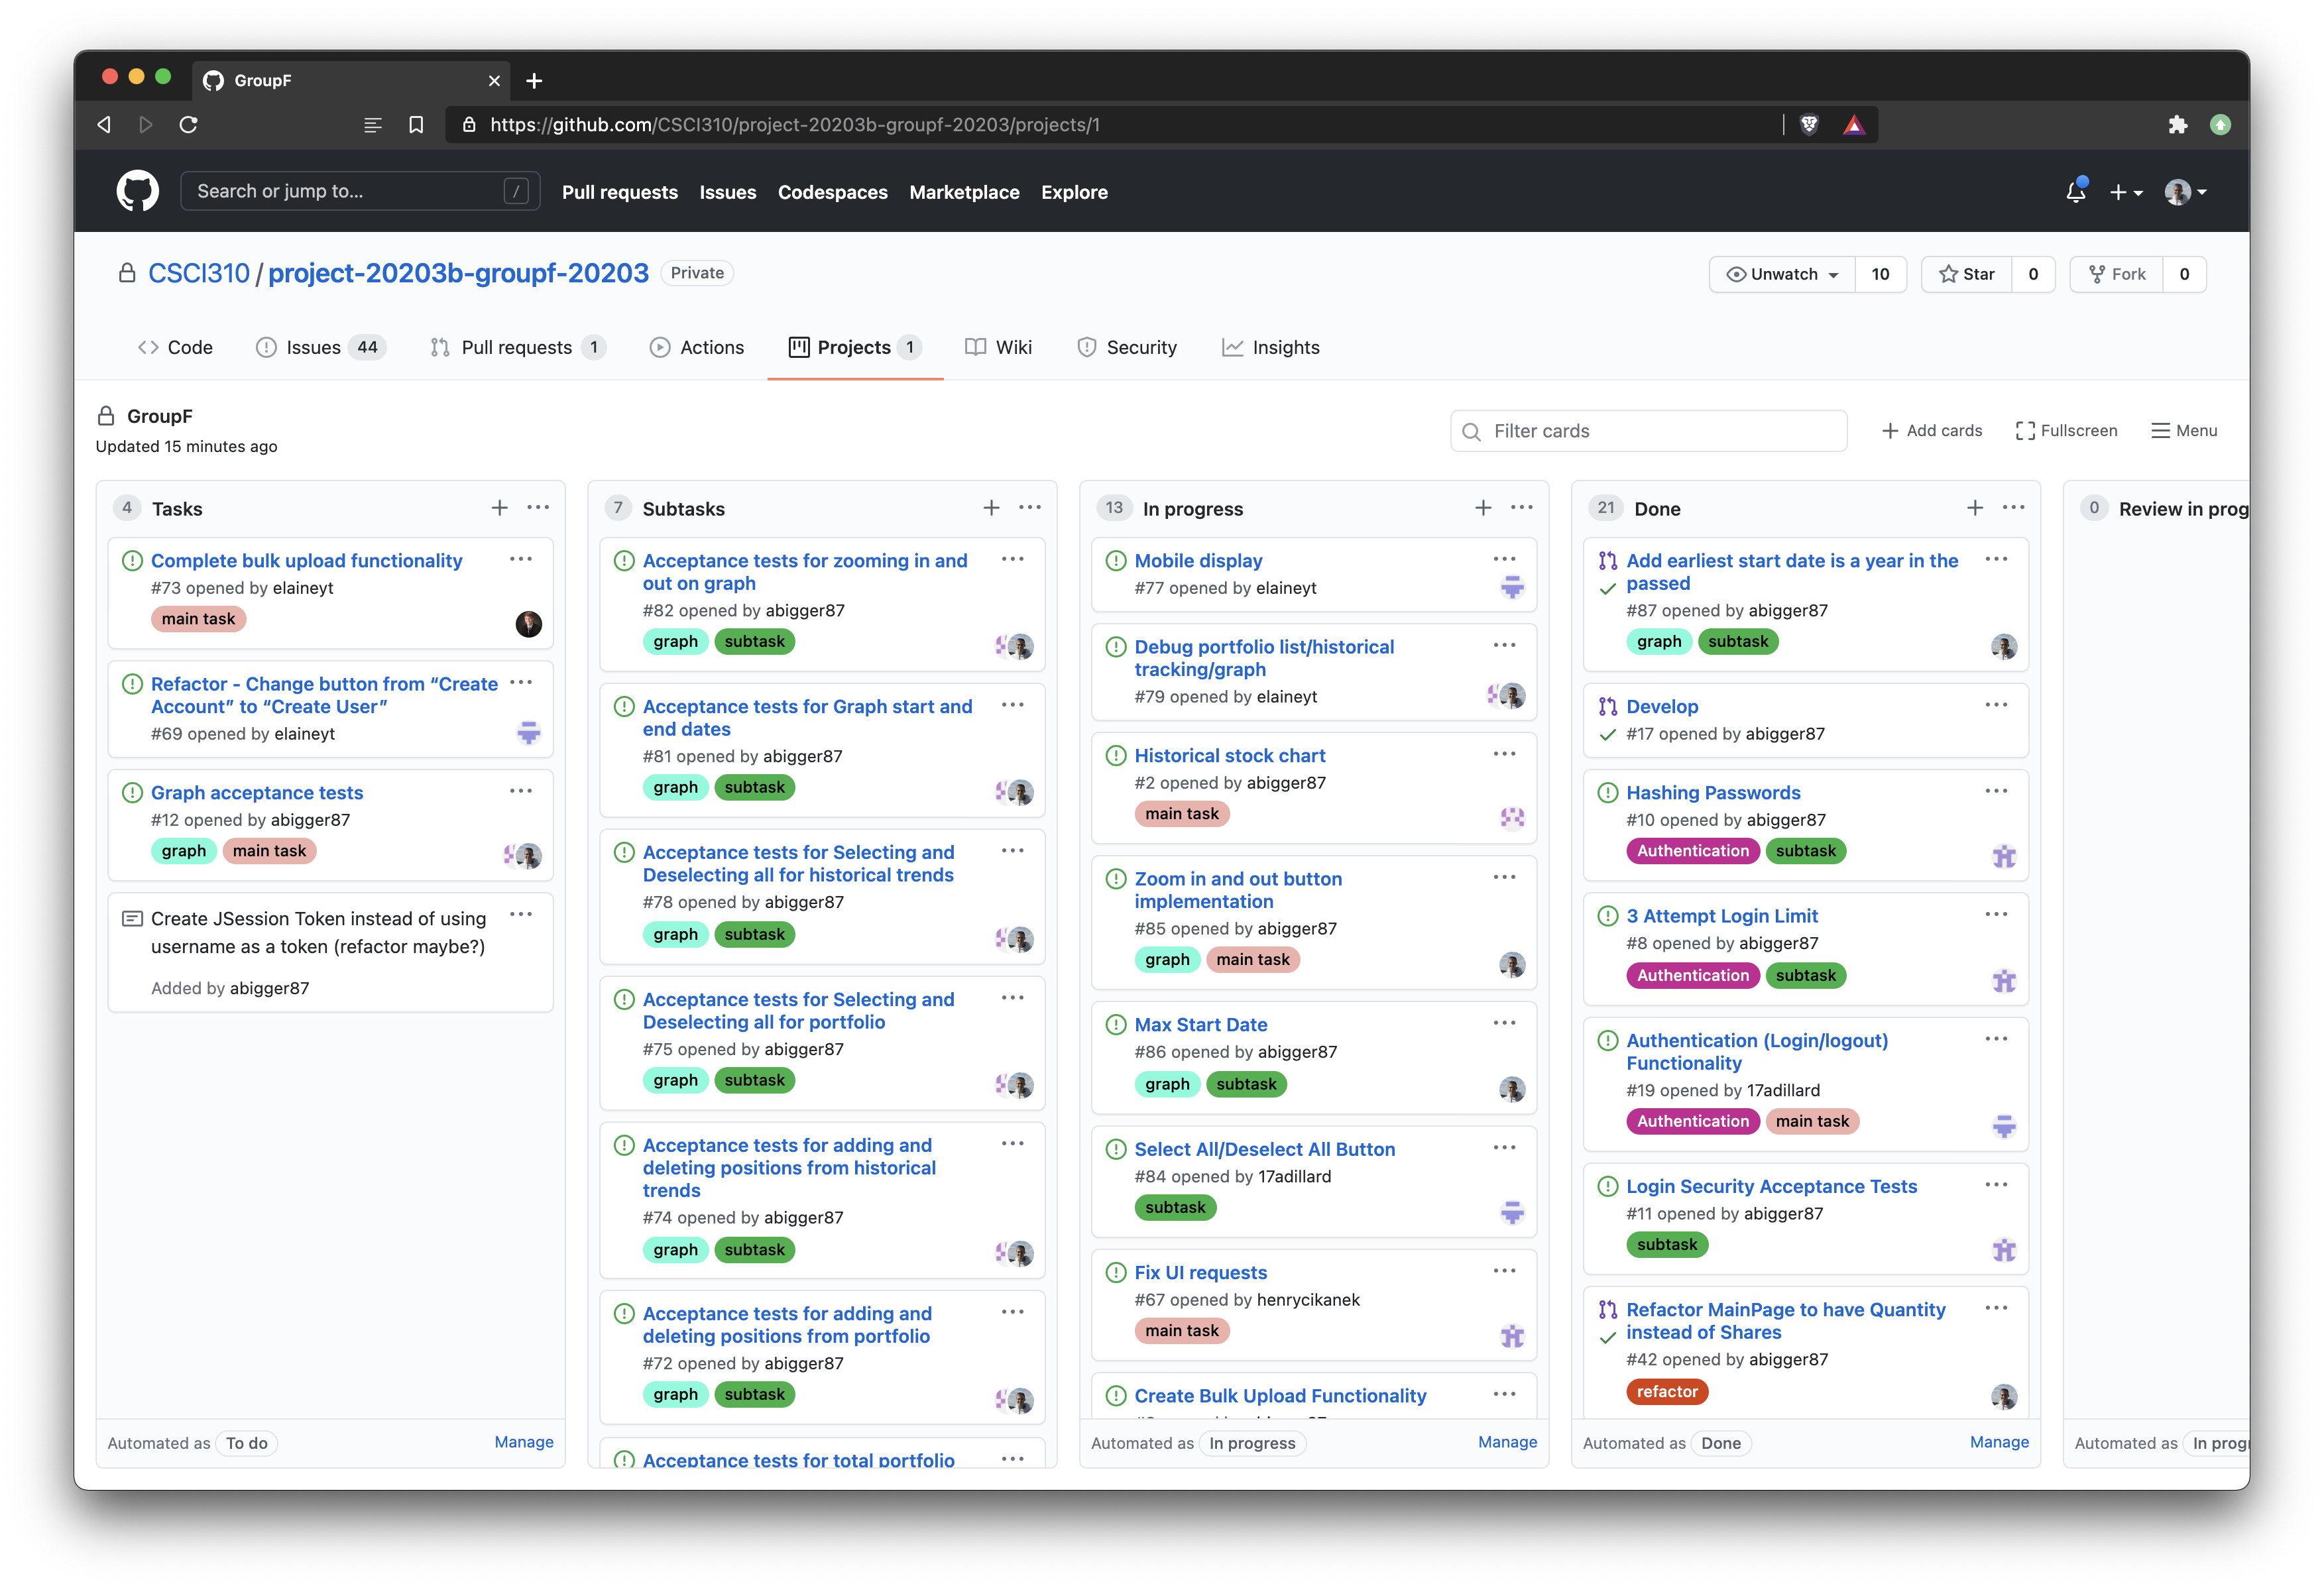 GroupF
https://github.com/CSCI310/project-20203b-groupf-20203/projects/1
Search or jump to... /
Pull requests Issues Codespaces Marketplace Explore
CSCI310 / project-20203b-groupf-20203 Private
Unwatch 10 Star 0 Fork 0
Code Issues 44 Pull requests 1 Actions Projects 1 Wiki Security Insights
GroupF
Updated 15 minutes ago
Filter cards
Add cards Fullscreen Menu
4 Tasks
Complete bulk upload functionality
#73 opened by elaineyt
main task
Refactor - Change button from “Create
Account” to “Create User”
#69 opened by elaineyt
Graph acceptance tests
#12 opened by abigger87
graph main task
Create JSession Token instead of using
username as a token (refactor maybe?)
Added by abigger87
Automated as To do Manage
7 Subtasks
Acceptance tests for zooming in and
out on graph
#82 opened by abigger87
graph subtask
Acceptance tests for Graph start and
end dates
#81 opened by abigger87
graph subtask
Acceptance tests for Selecting and
Deselecting all for historical trends
#78 opened by abigger87
graph subtask
Acceptance tests for Selecting and
Deselecting all for portfolio
#75 opened by abigger87
graph subtask
Acceptance tests for adding and
deleting positions from historical
trends
#74 opened by abigger87
graph subtask
Acceptance tests for adding and
deleting positions from portfolio
#72 opened by abigger87
graph subtask
Acceptance tests for total portfolio
13 In progress
Mobile display
#77 opened by elaineyt
Debug portfolio list/historical
tracking/graph
#79 opened by elaineyt
Historical stock chart
#2 opened by abigger87
main task
Zoom in and out button
implementation
#85 opened by abigger87
graph main task
Max Start Date
#86 opened by abigger87
graph subtask
Select All/Deselect All Button
#84 opened by 17adillard
subtask
Fix UI requests
#67 opened by henrycikanek
main task
Create Bulk Upload Functionality
Automated as In progress Manage
21 Done
Add earliest start date is a year in the
passed
#87 opened by abigger87
graph subtask
Develop
#17 opened by abigger87
Hashing Passwords
#10 opened by abigger87
Authentication subtask
3 Attempt Login Limit
#8 opened by abigger87
Authentication subtask
Authentication (Login/logout)
Functionality
#19 opened by 17adillard
Authentication main task
Login Security Acceptance Tests
#11 opened by abigger87
subtask
Refactor MainPage to have Quantity
instead of Shares
#42 opened by abigger87
refactor
Automated as Done Manage
0 Review in prog
Automated as In progr